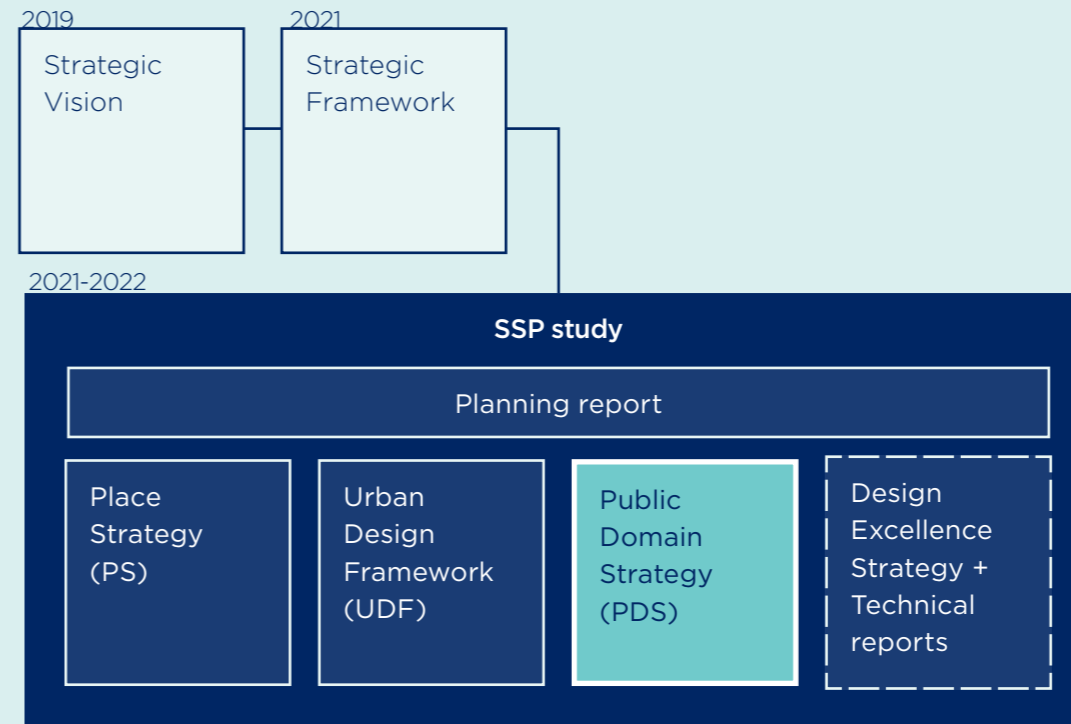 2019
Strategic
Vision
2021
Strategic
Framework
2021-2022
SSP study
Planning report
Place
Strategy
(PS)
Urban
Design
Framework
(UDF)
Public
Domain
Strategy
(PDS)
Design
Excellence
Strategy +
Technical
reports